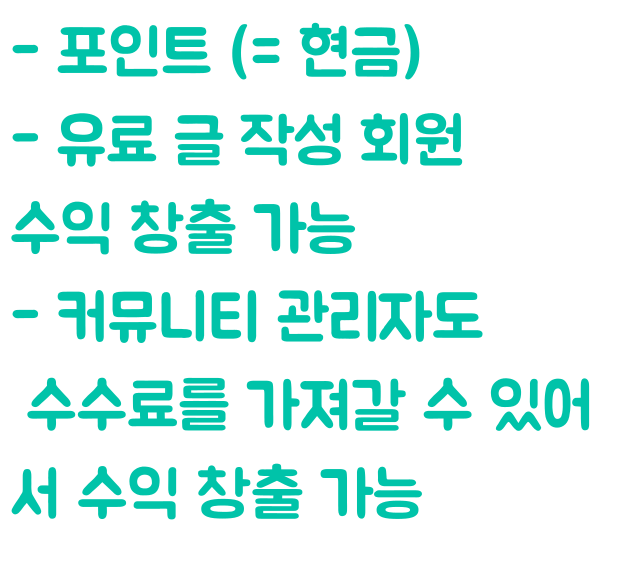 - 포인트 (= 현금)
- 유료 글 작성 회원
수익 창출 가능
- 커뮤니티 관리자도
수수료를 가져갈 수 있어
서 수익 창출 가능